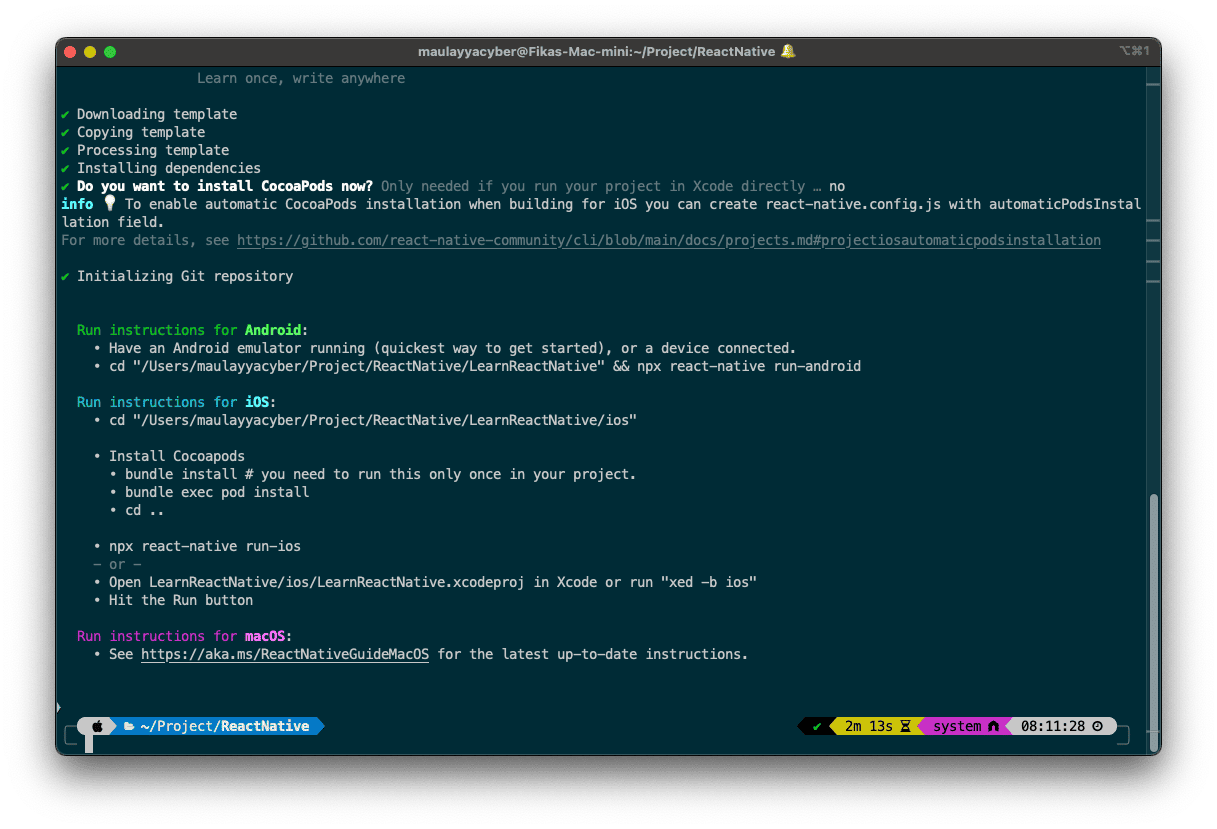 maulayyacyber@Fikas-Mac-mini:~/Project/ReactNative 🔔
⌥⌘1
Learn once, write anywhere
✔ Downloading template
✔ Copying template
✔ Processing template
✔ Installing dependencies
✔ Do you want to install CocoaPods now? Only needed if you run your project in Xcode directly … no
info 💡 To enable automatic CocoaPods installation when building for iOS you can create react-native.config.js with automaticPodsInstal
lation field.
For more details, see https://github.com/react-native-community/cli/blob/main/docs/projects.md#projectiosautomaticpodsinstallation
✔ Initializing Git repository
Run instructions for Android:
• Have an Android emulator running (quickest way to get started), or a device connected.
• cd "/Users/maulayyacyber/Project/ReactNative/LearnReactNative" && npx react-native run-android
Run instructions for iOS:
• cd "/Users/maulayyacyber/Project/ReactNative/LearnReactNative/ios"
• Install Cocoapods
• bundle install # you need to run this only once in your project.
• bundle exec pod install
• cd ..
• npx react-native run-ios
- or -
• Open LearnReactNative/ios/LearnReactNative.xcodeproj in Xcode or run "xed -b ios"
• Hit the Run button
Run instructions for macOS:
• See https://aka.ms/ReactNativeGuideMacOS for the latest up-to-date instructions.
~/Project/ReactNative
✔ 2m 13s system 08:11:28